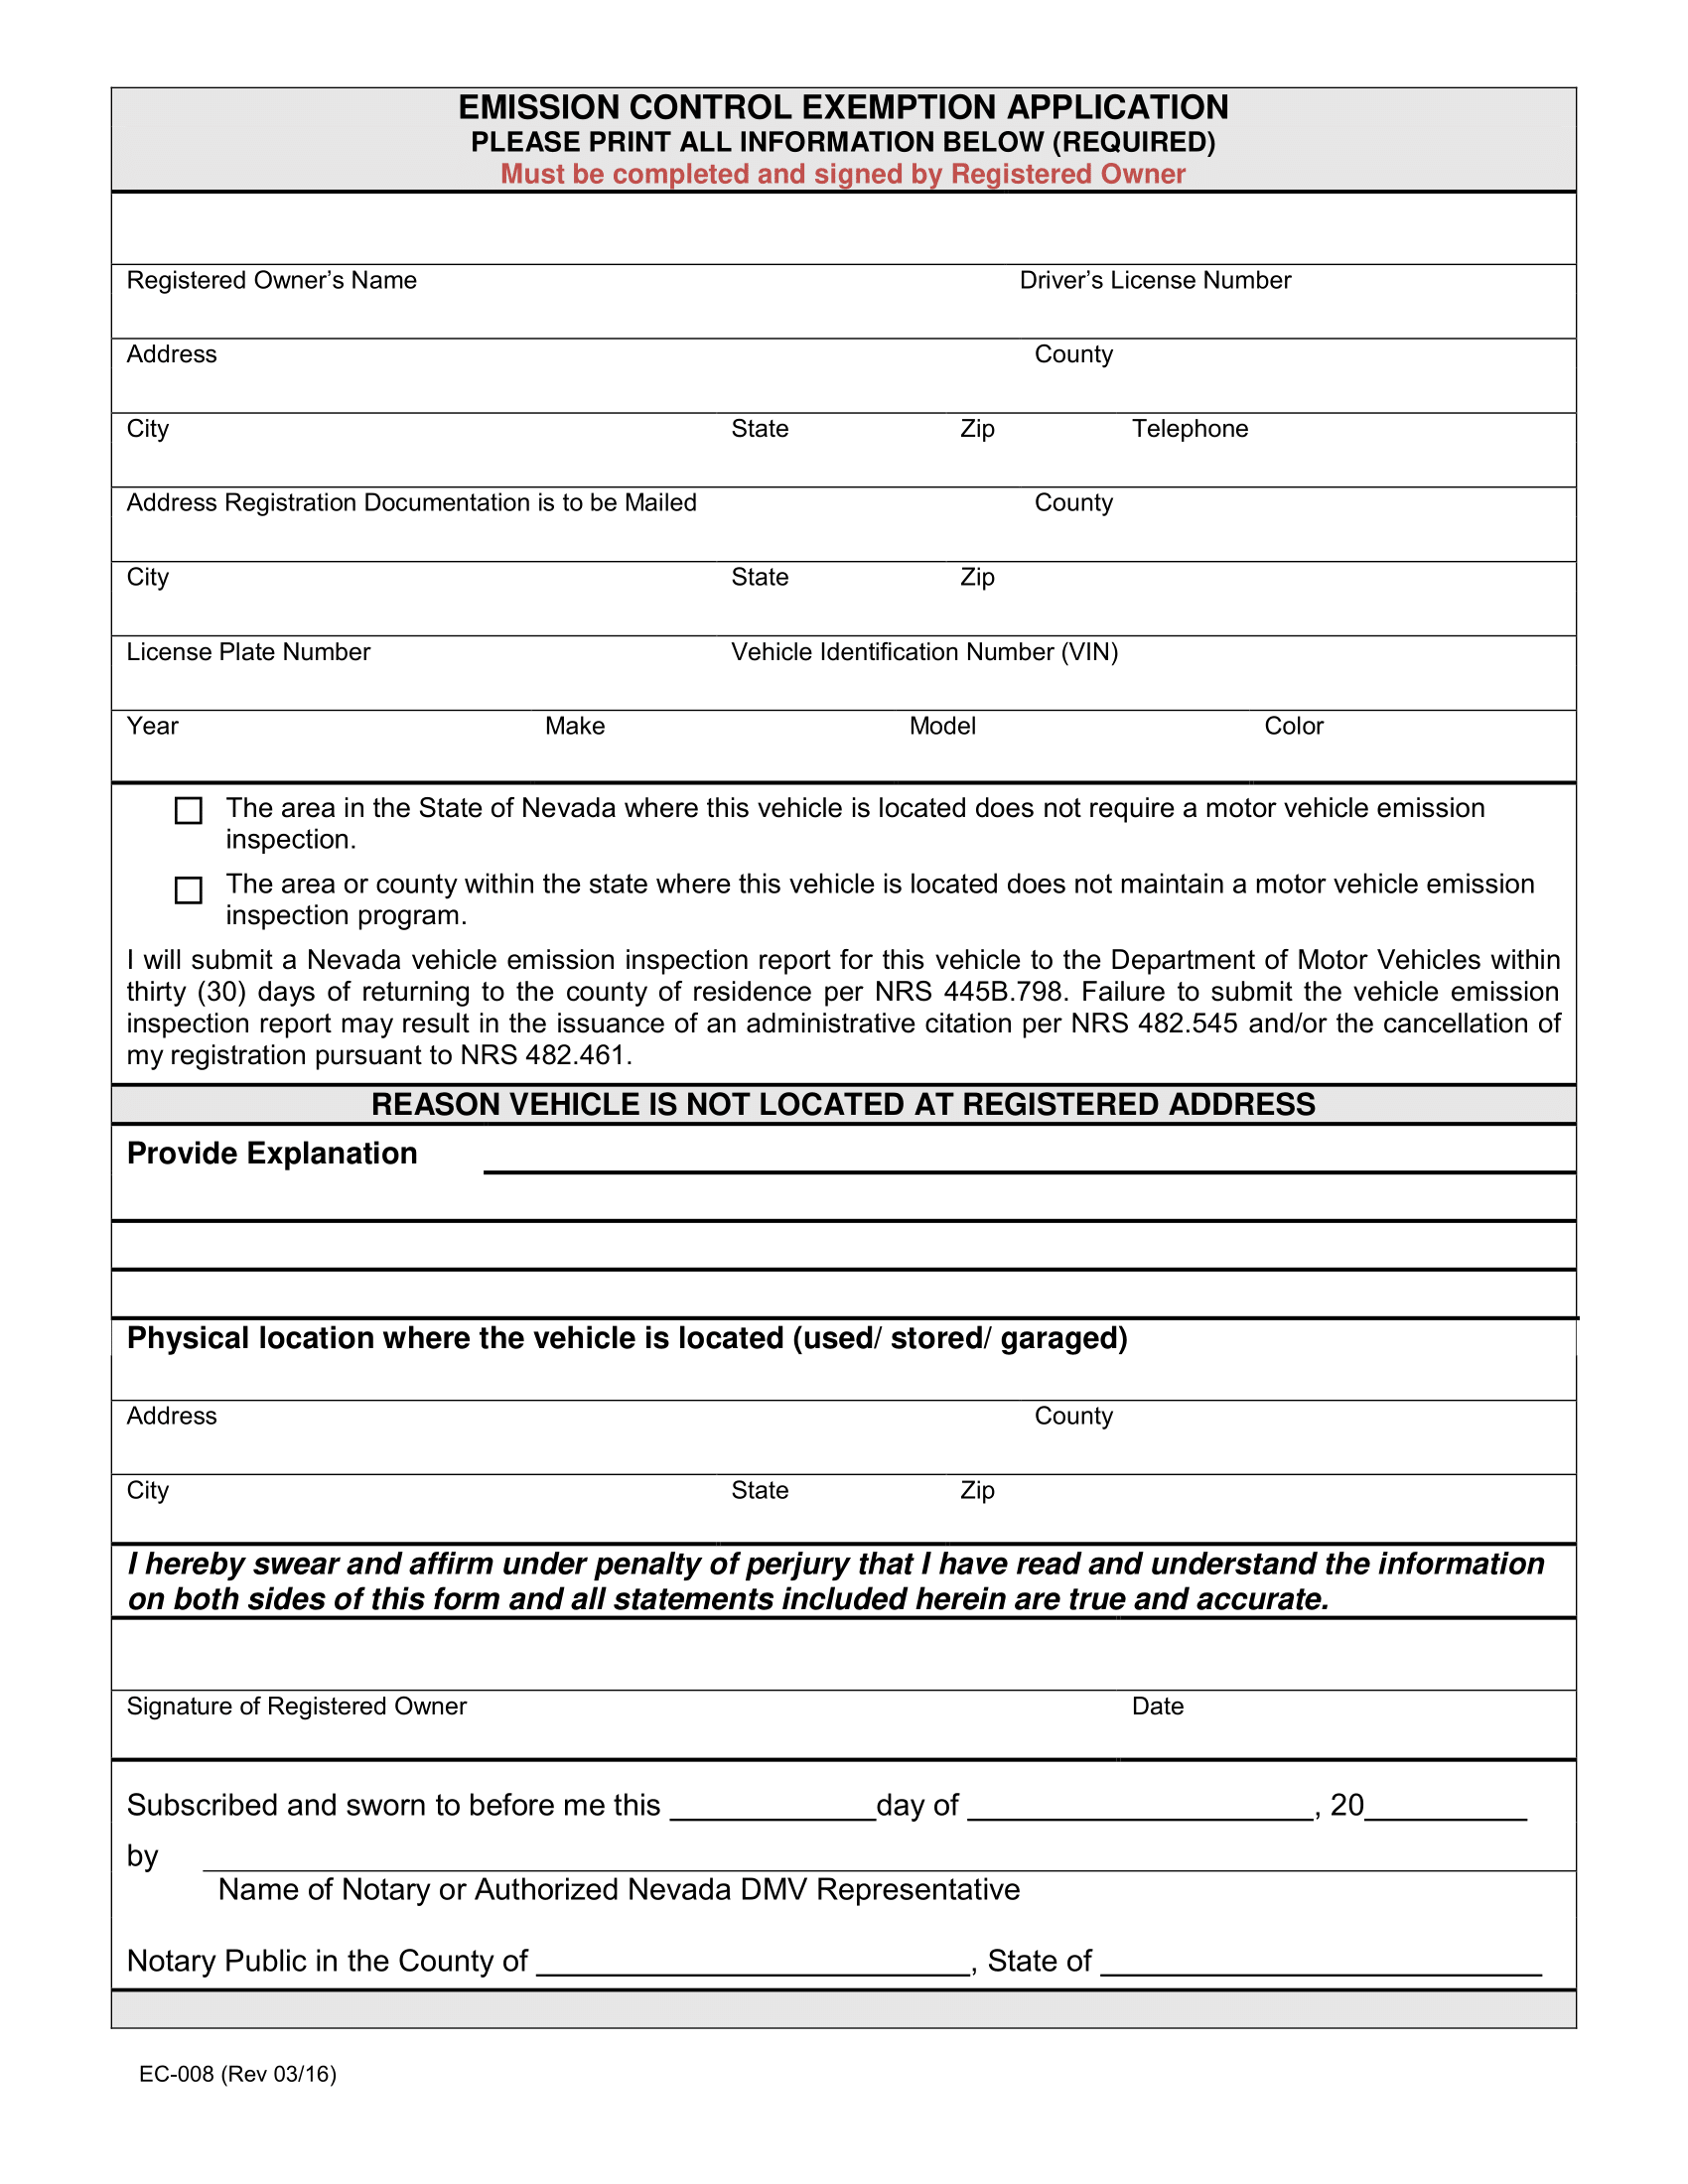 EMISSION CONTROL EXEMPTION APPLICATION
PLEASE PRINT ALL INFORMATION BELOW (REQUIRED)
Must be completed and signed by Registered Owner
Registered Owner’s Name Driver’s License Number
Address County
City State Zip Telephone
Address Registration Documentation is to be Mailed County
City State Zip
License Plate Number Vehicle Identification Number (VIN)
Year Make Model Color
The area in the State of Nevada where this vehicle is located does not require a motor vehicle emission
inspection.
The area or county within the state where this vehicle is located does not maintain a motor vehicle emission
inspection program.
I will submit a Nevada vehicle emission inspection report for this vehicle to the Department of Motor Vehicles within
thirty (30) days of returning to the county of residence per NRS 445B.798. Failure to submit the vehicle emission
inspection report may result in the issuance of an administrative citation per NRS 482.545 and/or the cancellation of
my registration pursuant to NRS 482.461.
REASON VEHICLE IS NOT LOCATED AT REGISTERED ADDRESS
Provide Explanation
Physical location where the vehicle is located (used/ stored/ garaged)
Address County
City State Zip
I hereby swear and affirm under penalty of perjury that I have read and understand the information
on both sides of this form and all statements included herein are true and accurate.
Signature of Registered Owner Date
Subscribed and sworn to before me this ____________day of ____________________, 20__________
by
Name of Notary or Authorized Nevada DMV Representative
Notary Public in the County of _________________________, State of __________________________
EC-008 (Rev 03/16)